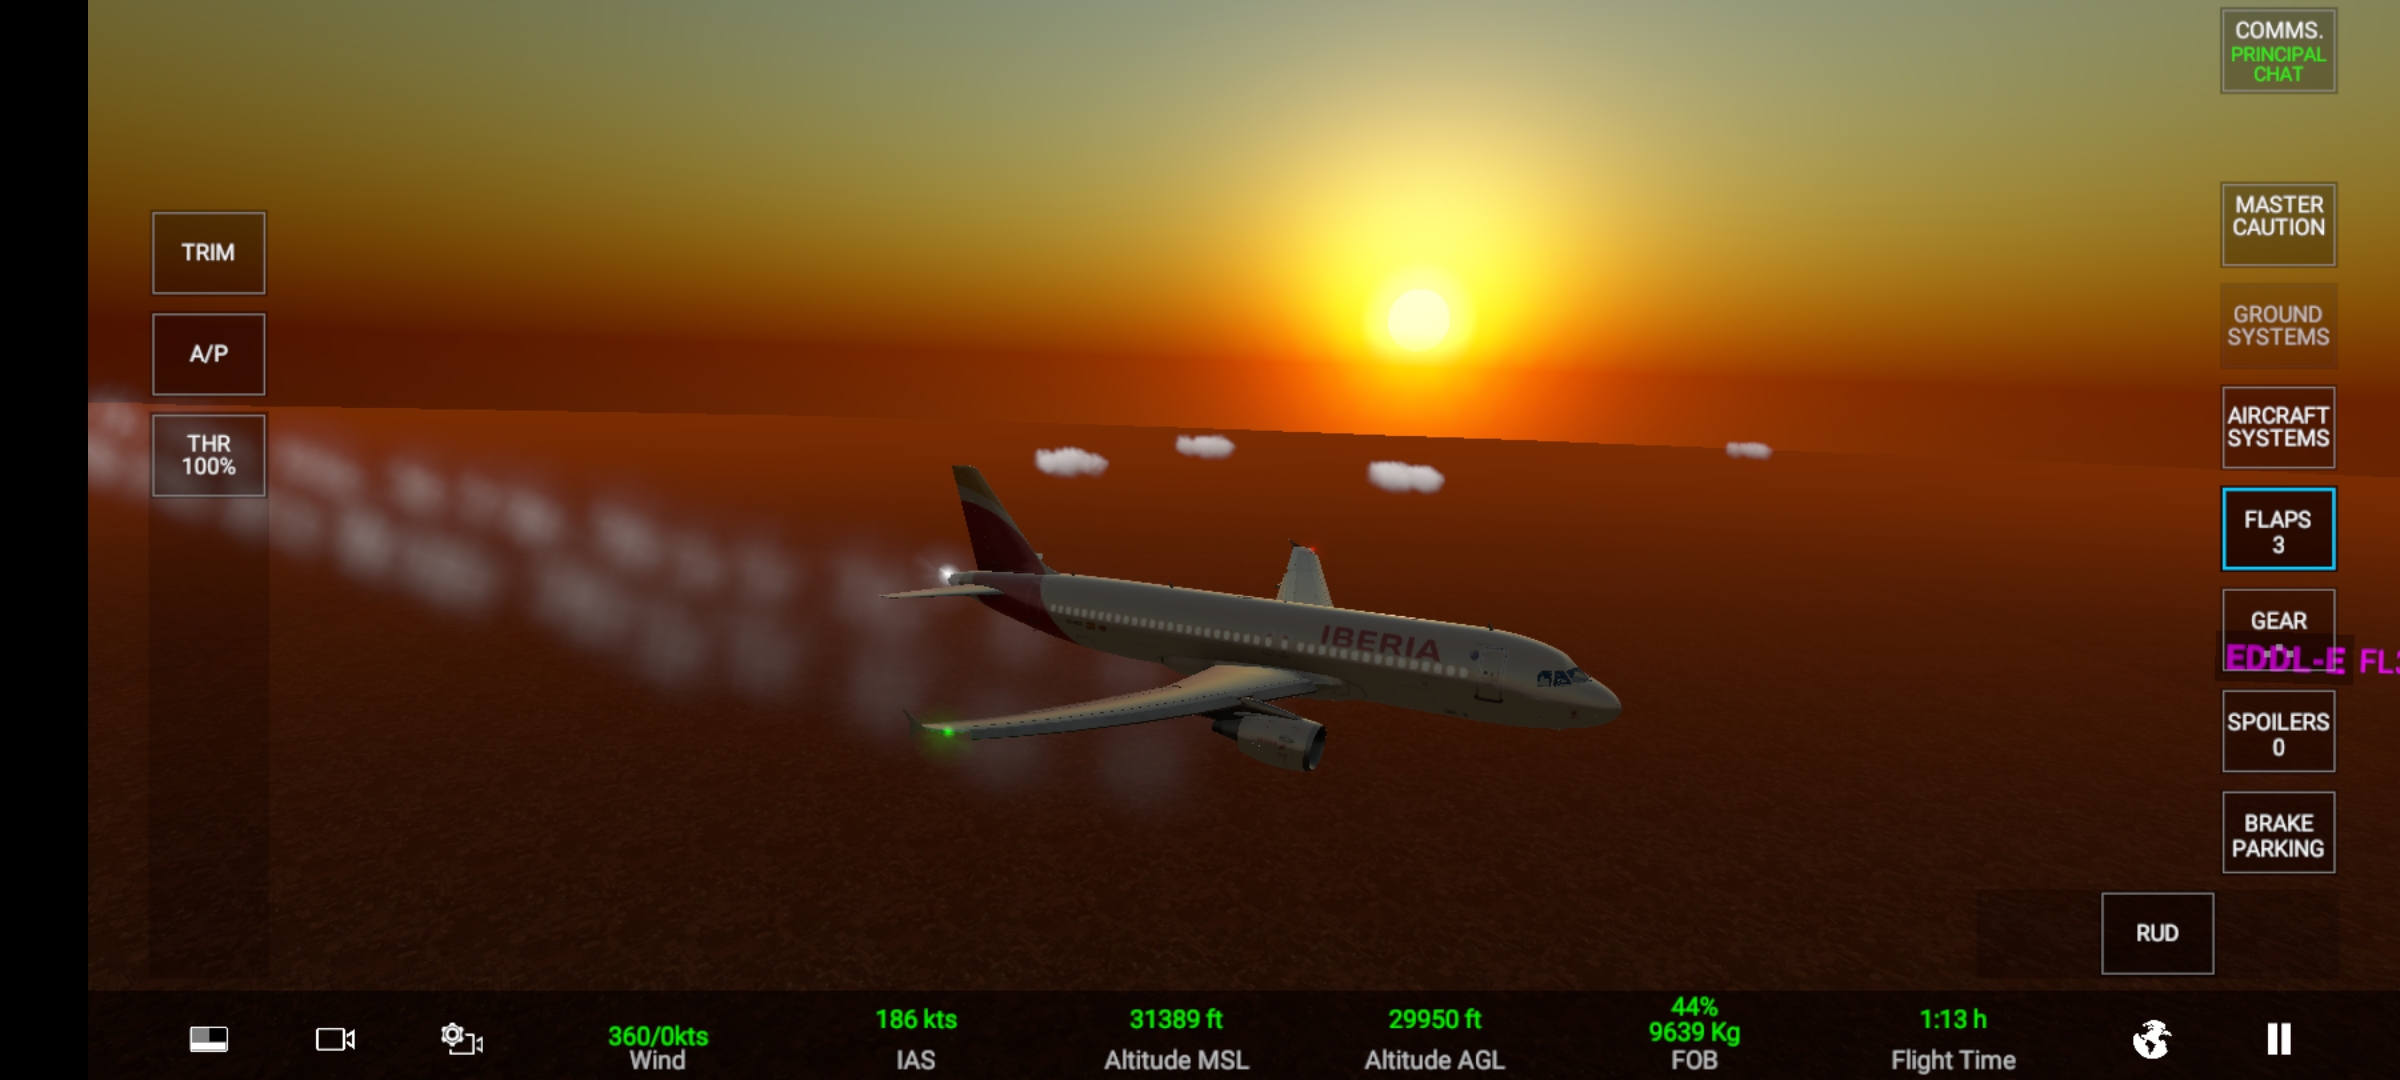 COMMS.
PRINCIPAL
CHAT
MASTER
CAUTION
TRIM
GROUND
SYSTEMS
A/P
AIRCRAFT
SYSTEMS
THR
100%
FLAPS
3
GEAR
EDDL-E FL
IBERIA
SPOILERS
0
BRAKE
PARKING
RUD
360/0kts
Wind
186 kts
IAS
31389 ft
Altitude MSL
29950 ft
Altitude AGL
44%
9639 Kg
FOB
1:13 h
Flight Time